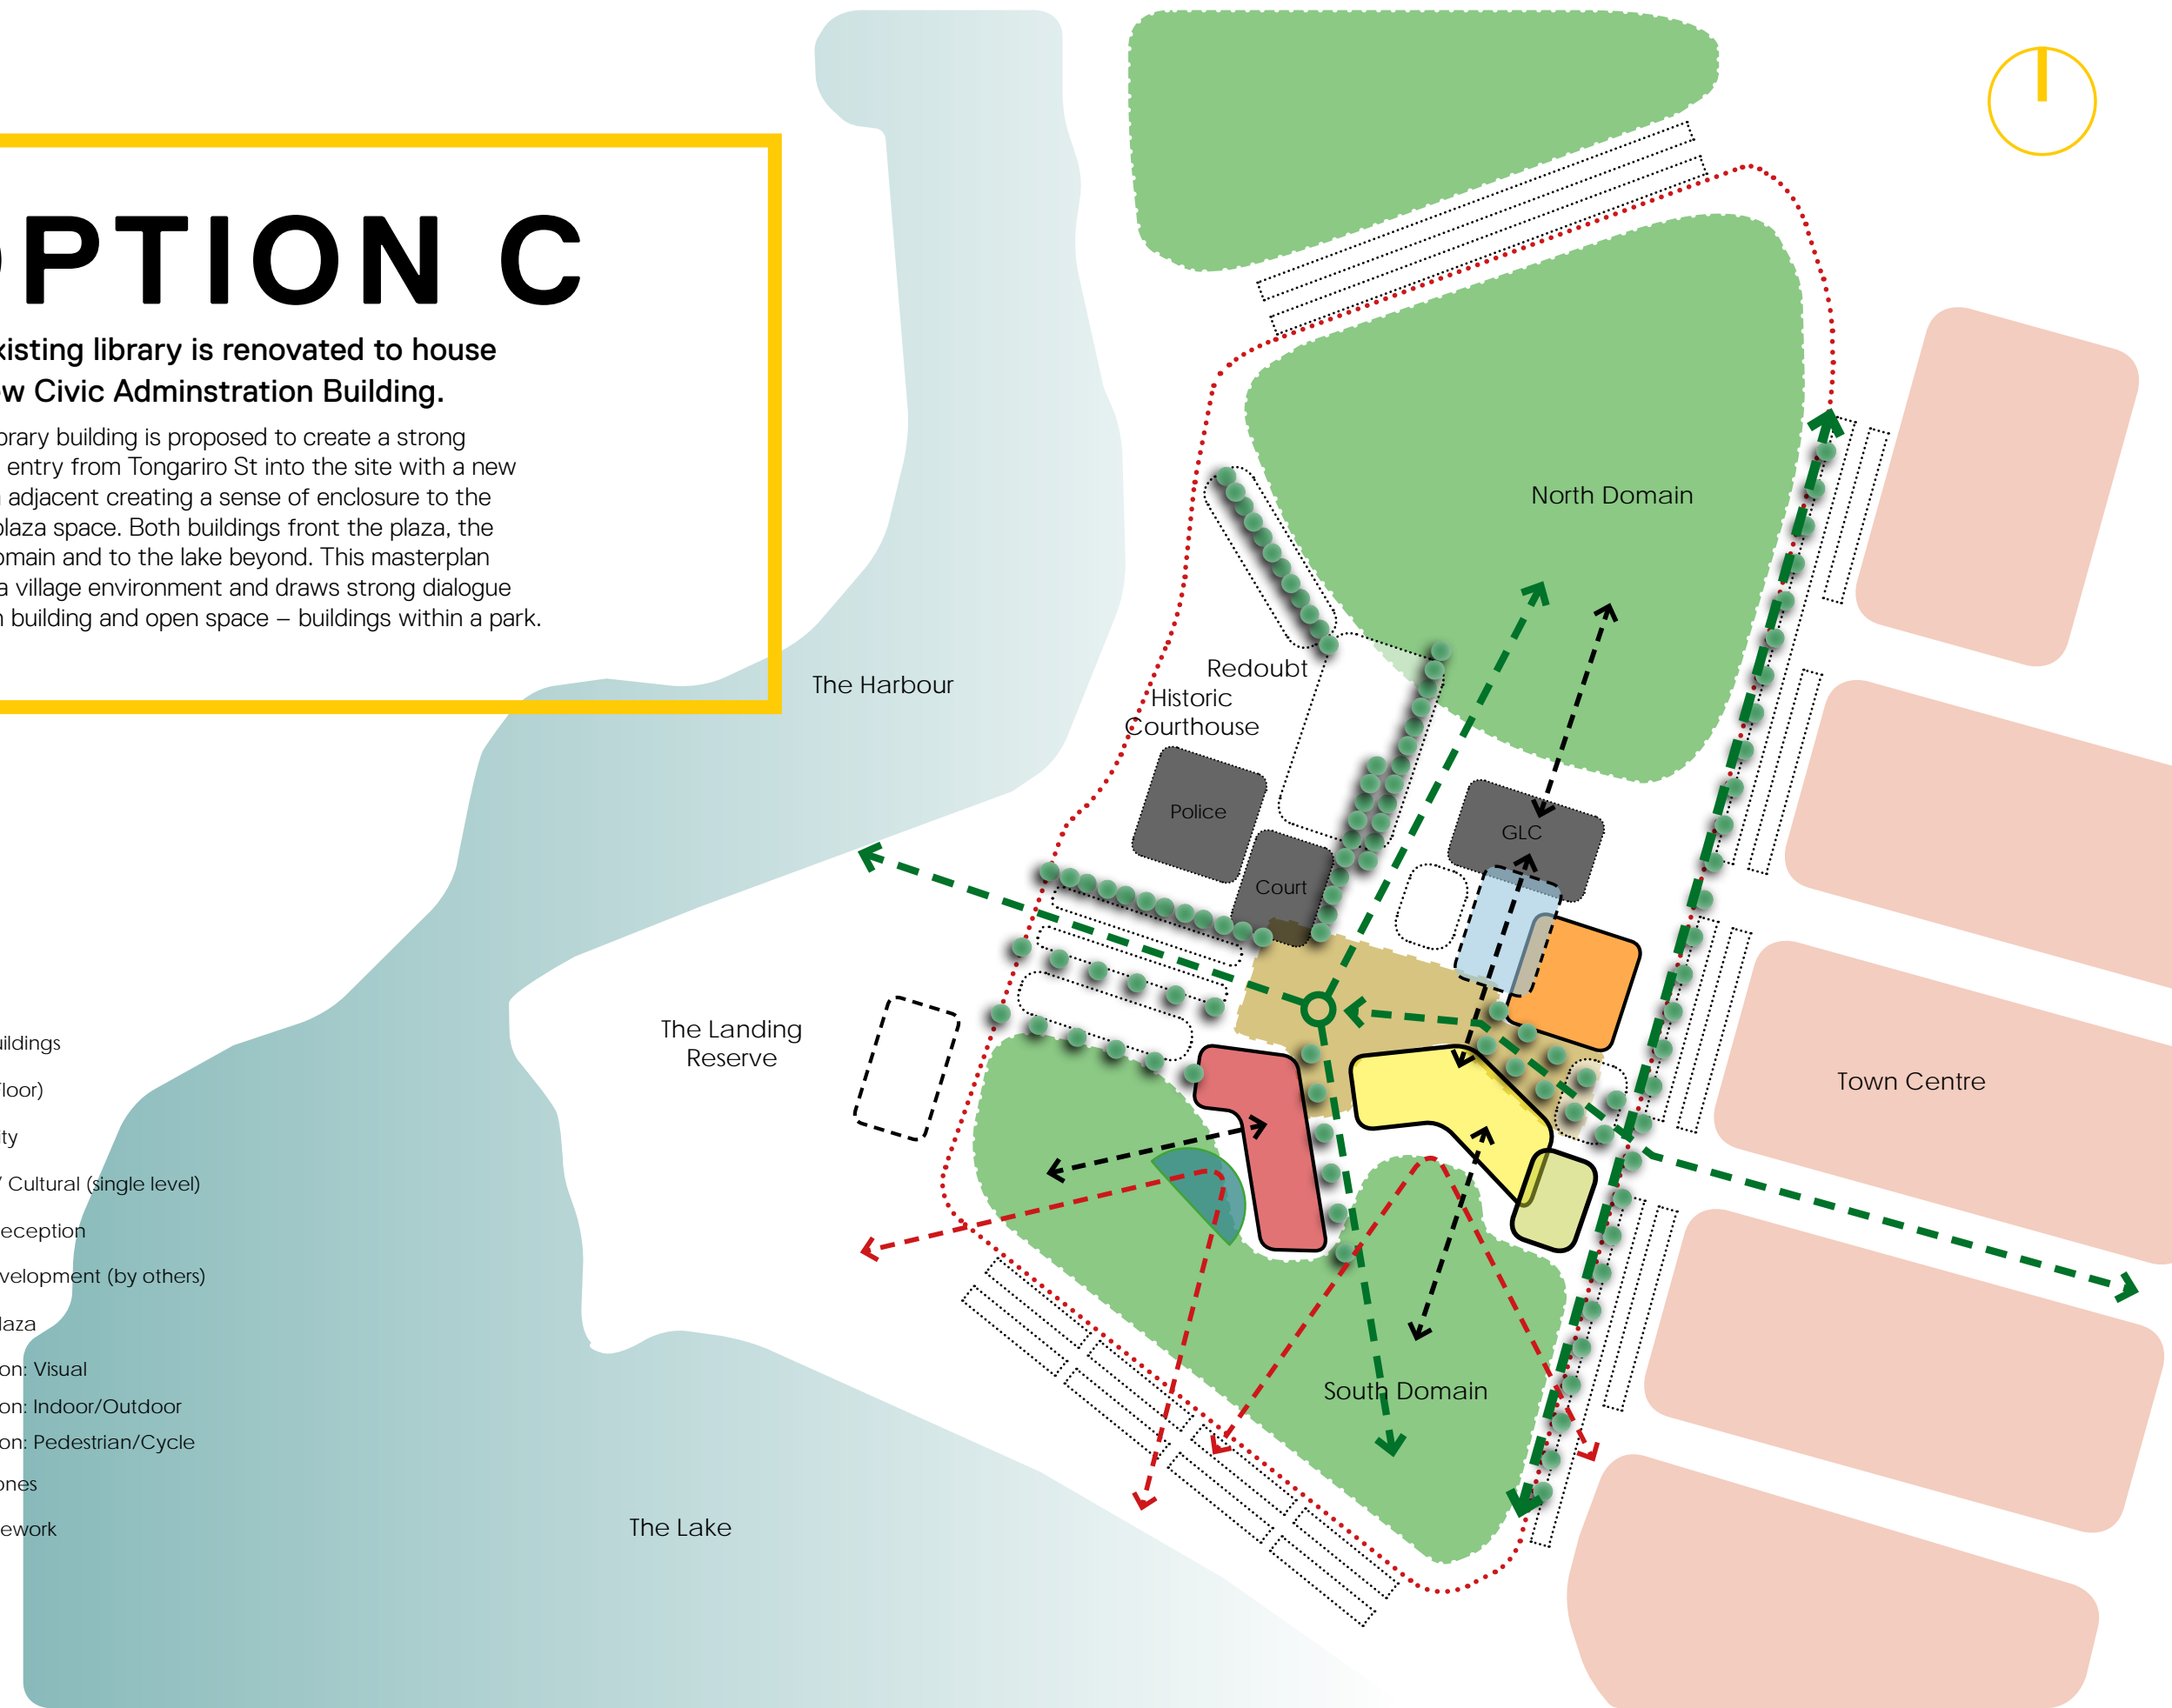 OPTION C
xisting library is renovated to house
w Civic Adminstration Building.
brary building is proposed to create a strong
entry from Tongariro St into the site with a new
adjacent creating a sense of enclosure to the
plaza space. Both buildings front the plaza, the
omain and to the lake beyond. This masterplan
a village environment and draws strong dialogue
n building and open space – buildings within a park.
North Domain
The Harbour
Redoubt
Historic
Courthouse
Police
GLC
Court
The Landing
Reserve
Town Centre
South Domain
The Lake
uildings
loor)
lty
/ Cultural (single level)
eception
velopment (by others)
laza
on: Visual
on: Indoor/Outdoor
on: Pedestrian/Cycle
ones
ework